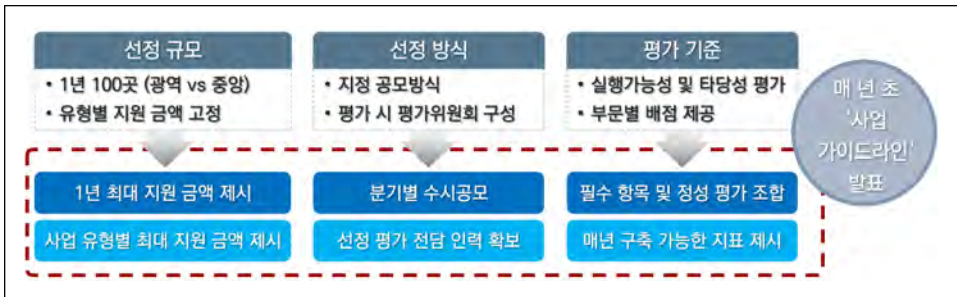 선정 규모
• 1년 100곳 (광역 vs 중앙)
• 유형별 지원 금액 고정
1년 최대 지원 금액 제시
사업 유형별 최대 지원 금액 제시
선정 방식
• 지정 공모방식
• 평가 시 평가위원회 구성
분기별 수시공모
선정 평가 전담 인력 확보
평가 기준
• 실행가능성 및 타당성 평가
• 부문별 배점 제공
필수 항목 및 정성 평가 조합
매년 구축 가능한 지표 제시
매 년 초
'사업
가이드라인'
발표